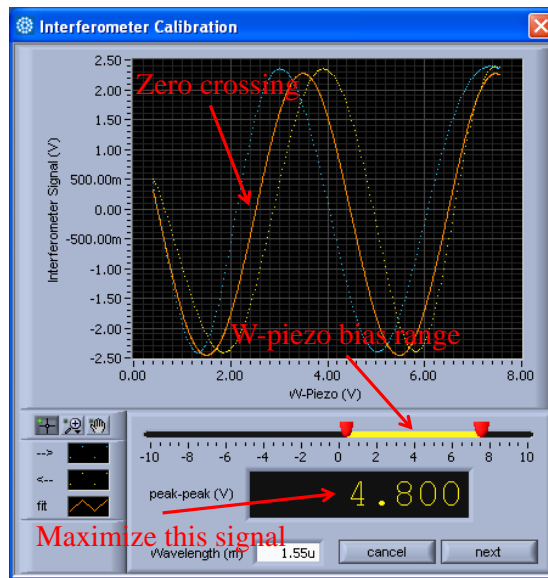 Interferometer Calibration
2.50
2.00
1.50
1.00
500.00m
0.00
-500.00m
-1.00
-1.50
-2.00
-2.50
Interferometer Signal (V)
Zero crossing
W-piezo bias range
0.00 2.00 4.00 6.00 8.00
W-Piezo (V)
-10 -8 -6 -4 -2 0 2 4 6 8 10
-->
<--
fit
peak-peak (V) 4.800
Maximize this signal
Wavelength (m) 1.55u cancel next